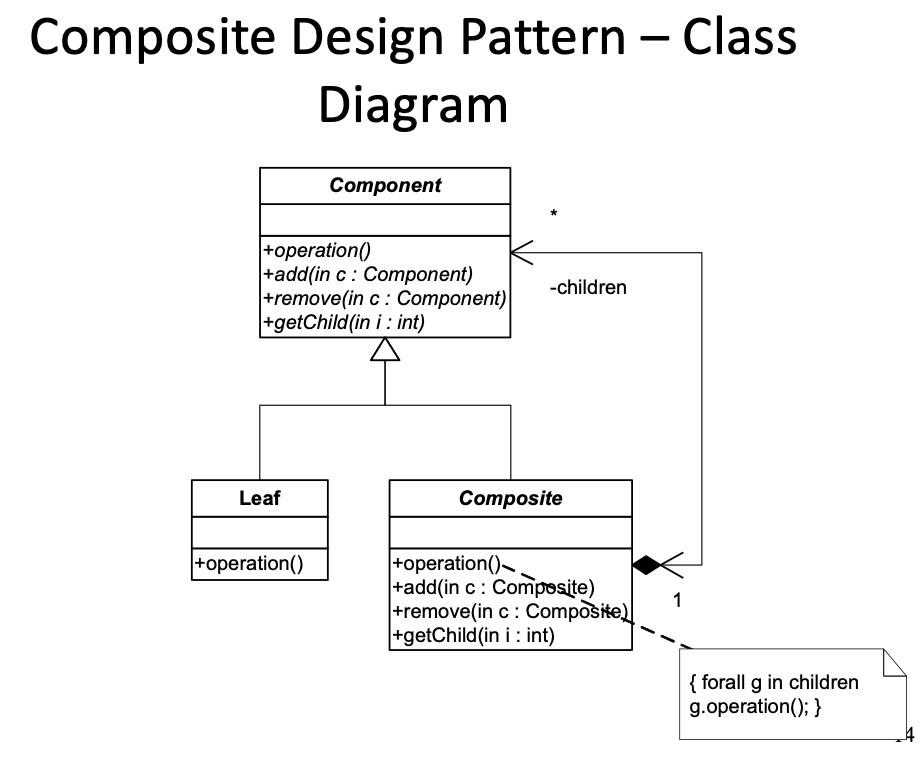 Composite Design Pattern – Class
Diagram
Component
+operation()
+add(in c : Component)
+remove(in c : Component)
+getChild(in i : int)
*
-children
Leaf
+operation()
Composite
+operation()
+add(in c : Composite)
+remove(in c : Composite)
+getChild(in i : int)
1
{ forall g in children
g.operation(); }